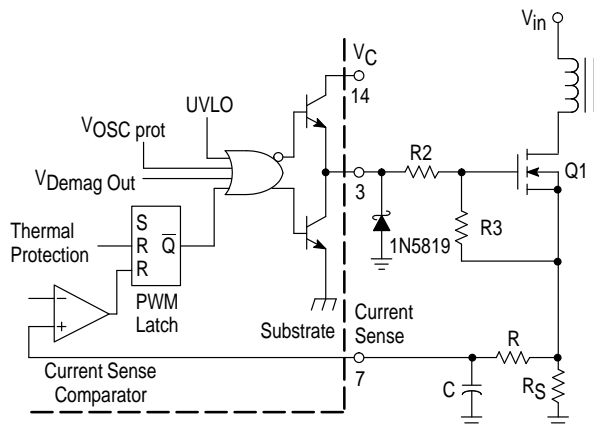 Vin
VC
14
UVLO
VOSC prot
VDemag Out
3
R2
Q1
R3
1N5819
Thermal
Protection
S
R
R
Q̅
PWM
Latch
Substrate
Current
Sense
7
R
C
RS
−
+
Current Sense
Comparator